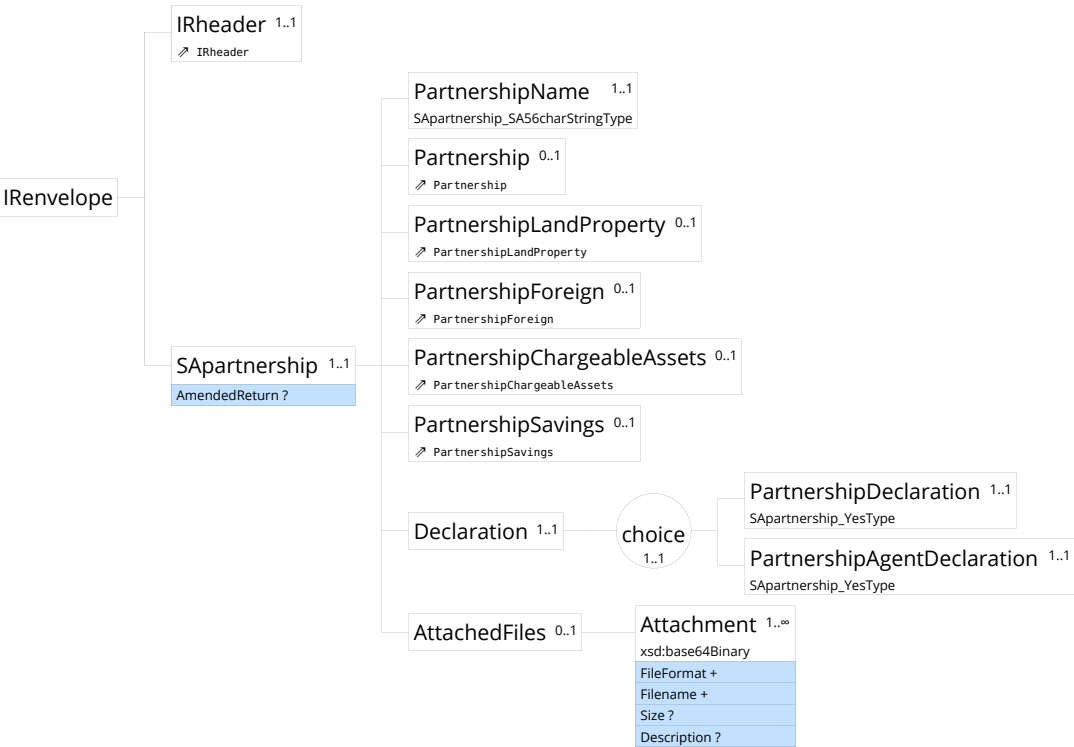 IRheader 1..1
⇗ IRheader
PartnershipName 1..1
SApartnership_SA56charStringType
Partnership 0..1
⇗ Partnership
IRenvelope
PartnershipLandProperty 0..1
⇗ PartnershipLandProperty
PartnershipForeign 0..1
⇗ PartnershipForeign
SApartnership 1..1
AmendedReturn ?
PartnershipChargeableAssets 0..1
⇗ PartnershipChargeableAssets
PartnershipSavings 0..1
⇗ PartnershipSavings
Declaration 1..1
choice
1..1
PartnershipDeclaration 1..1
SApartnership_YesType
PartnershipAgentDeclaration 1..1
SApartnership_YesType
AttachedFiles 0..1
Attachment 1..∞
xsd:base64Binary
FileFormat +
Filename +
Size ?
Description ?